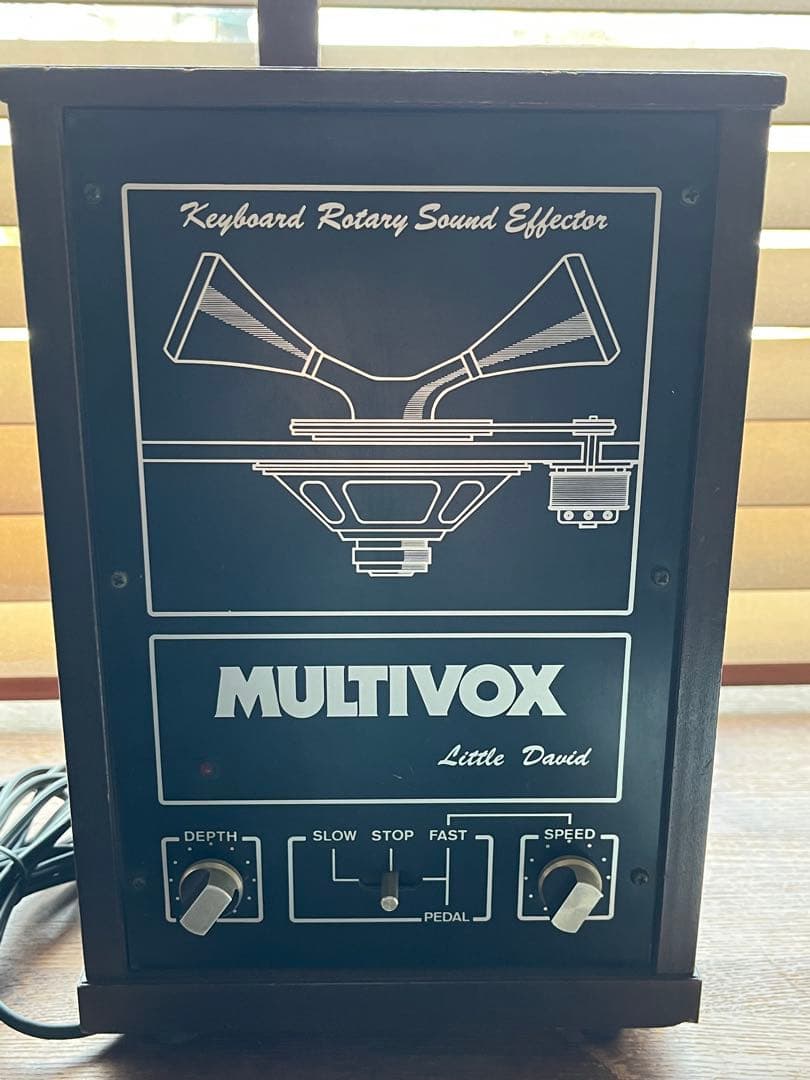 Keyboard Rotary Sound Effector
MULTIVOX
Little David
DEPTH
SLOW STOP FAST
PEDAL
SPEED